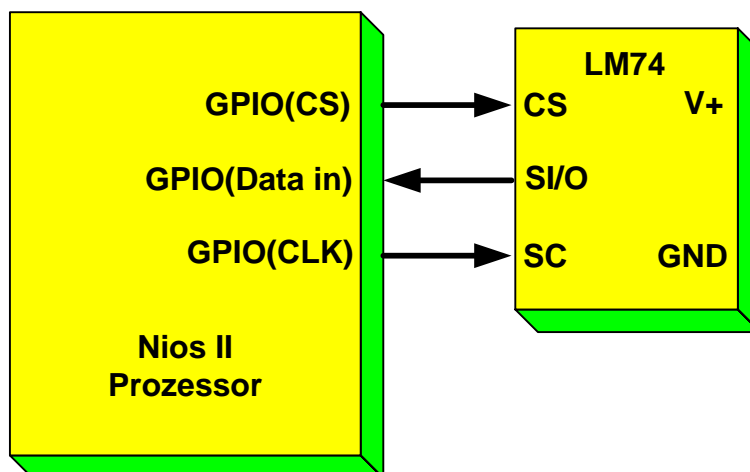 GPIO(CS)
GPIO(Data in)
GPIO(CLK)
Nios II
Prozessor
LM74
CS V+
SI/O
SC GND